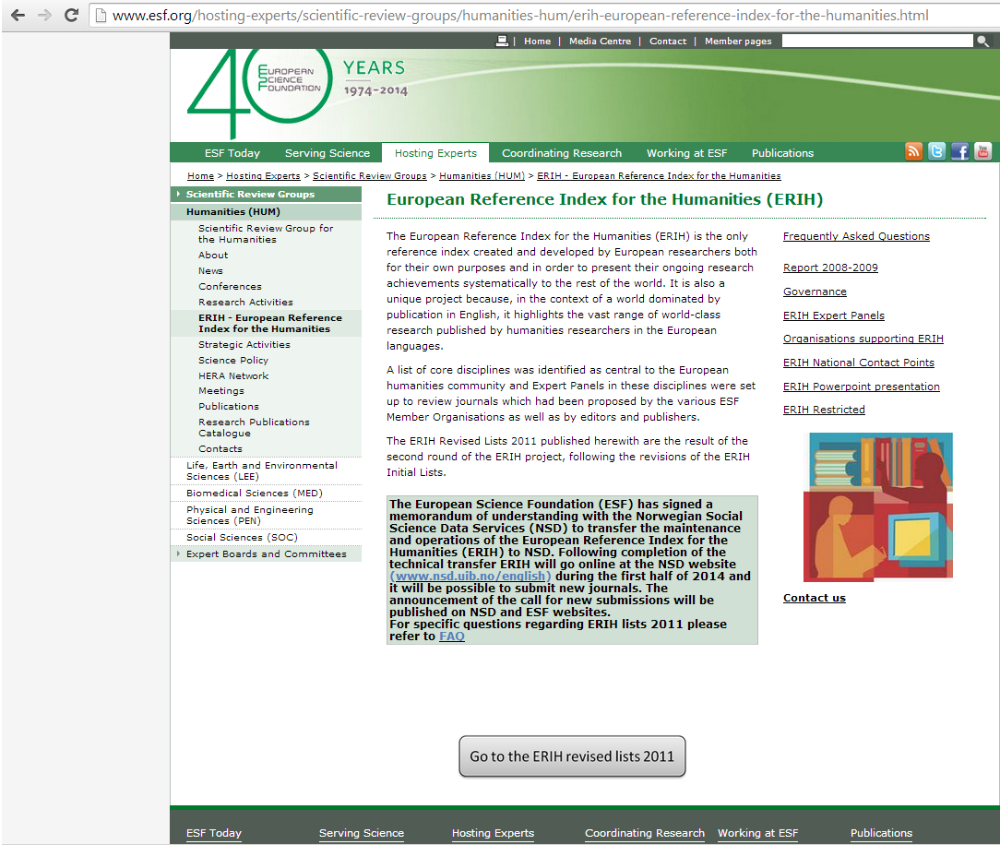 www.esf.org/hosting-experts/scientific-review-groups/humanities-hum/erih-european-reference-index-for-the-humanities.html
| Home | Media Centre | Contact | Member pages
40
EUROPEAN
SCIENCE
FOUNDATION
YEARS
1974-2014
ESF Today Serving Science Hosting Experts Coordinating Research Working at ESF Publications
Home > Hosting Experts > Scientific Review Groups > Humanities (HUM) > ERIH - European Reference Index for the Humanities
Scientific Review Groups
Humanities (HUM)
Scientific Review Group for
the Humanities
About
News
Conferences
Research Activities
ERIH - European Reference
Index for the Humanities
Strategic Activities
Science Policy
HERA Network
Meetings
Publications
Research Publications
Catalogue
Contacts
Life, Earth and Environmental
Sciences (LEE)
Biomedical Sciences (MED)
Physical and Engineering
Sciences (PEN)
Social Sciences (SOC)
Expert Boards and Committees
European Reference Index for the Humanities (ERIH)
The European Reference Index for the Humanities (ERIH) is the only
reference index created and developed by European researchers both
for their own purposes and in order to present their ongoing research
achievements systematically to the rest of the world. It is also a
unique project because, in the context of a world dominated by
publication in English, it highlights the vast range of world-class
research published by humanities researchers in the European
languages.
A list of core disciplines was identified as central to the European
humanities community and Expert Panels in these disciplines were set
up to review journals which had been proposed by the various ESF
Member Organisations as well as by editors and publishers.
The ERIH Revised Lists 2011 published herewith are the result of the
second round of the ERIH project, following the revisions of the ERIH
Initial Lists.
The European Science Foundation (ESF) has signed a
memorandum of understanding with the Norwegian Social
Science Data Services (NSD) to transfer the maintenance
and operations of the European Reference Index for the
Humanities (ERIH) to NSD. Following completion of the
technical transfer ERIH will go online at the NSD website
(www.nsd.uib.no/english) during the first half of 2014 and
it will be possible to submit new journals. The
announcement of the call for new submissions will be
published on NSD and ESF websites.
For specific questions regarding ERIH lists 2011 please
refer to FAQ
Frequently Asked Questions
Report 2008-2009
Governance
ERIH Expert Panels
Organisations supporting ERIH
ERIH National Contact Points
ERIH Powerpoint presentation
ERIH Restricted
Contact us
Go to the ERIH revised lists 2011
ESF Today Serving Science Hosting Experts Coordinating Research Working at ESF Publications